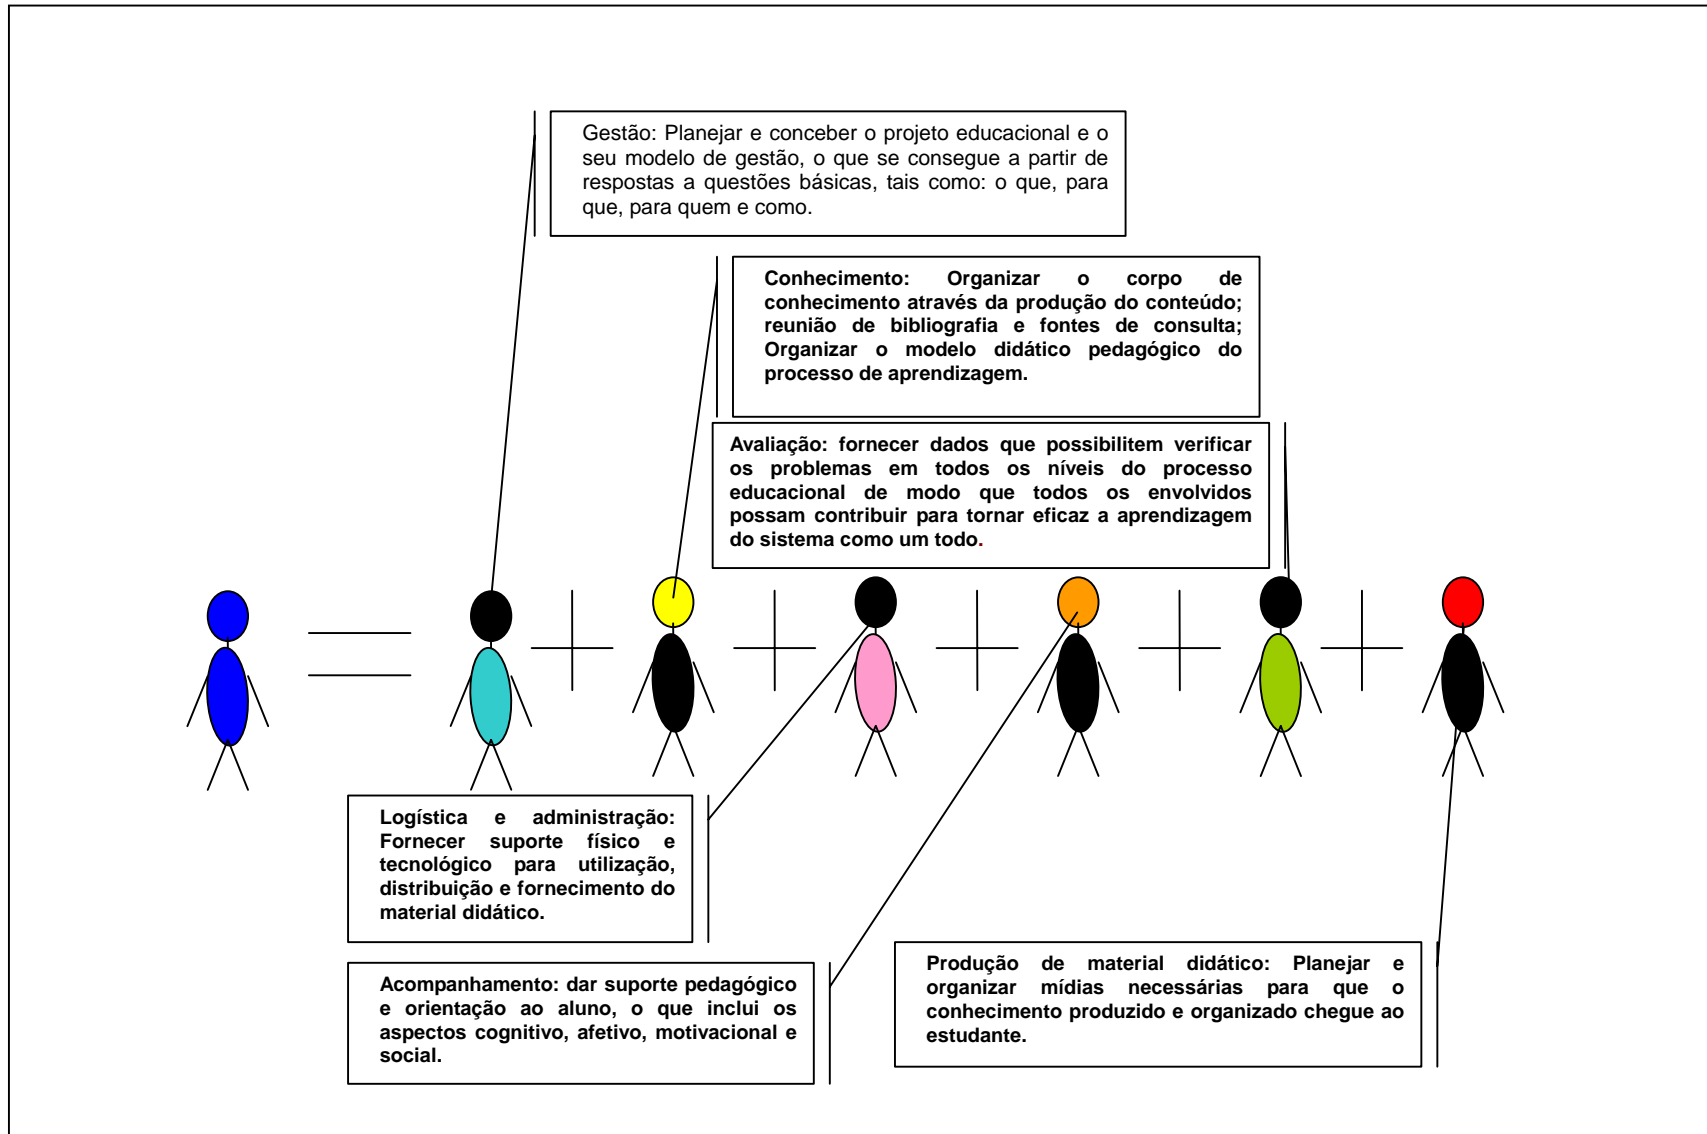 Gestão: Planejar e conceber o projeto educacional e o
seu modelo de gestão, o que se consegue a partir de
respostas a questões básicas, tais como: o que, para
que, para quem e como.
Conhecimento: Organizar o corpo de
conhecimento através da produção do conteúdo;
reunião de bibliografia e fontes de consulta;
Organizar o modelo didático pedagógico do
processo de aprendizagem.
Avaliação: fornecer dados que possibilitem verificar
os problemas em todos os níveis do processo
educacional de modo que todos os envolvidos
possam contribuir para tornar eficaz a aprendizagem
do sistema como um todo.
Logística e administração:
Fornecer suporte físico e
tecnológico para utilização,
distribuição e fornecimento do
material didático.
Acompanhamento: dar suporte pedagógico
e orientação ao aluno, o que inclui os
aspectos cognitivo, afetivo, motivacional e
social.
Produção de material didático: Planejar e
organizar mídias necessárias para que o
conhecimento produzido e organizado chegue ao
estudante.